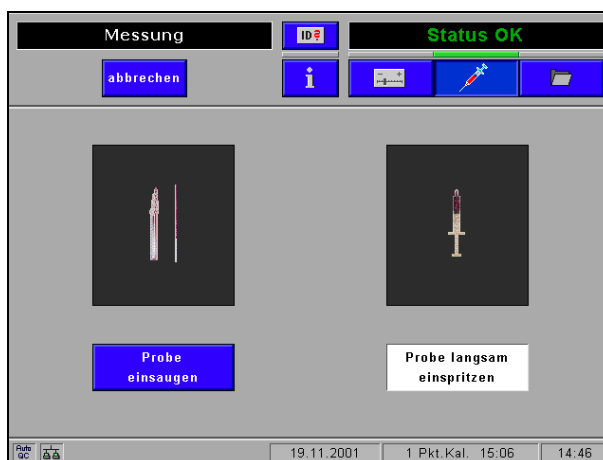 Messung
ID?
Status OK
abbrechen
i
Probe
einsaugen
Probe langsam
einspritzen
Auto
QC
19.11.2001
1 Pkt.Kal. 15:06
14:46